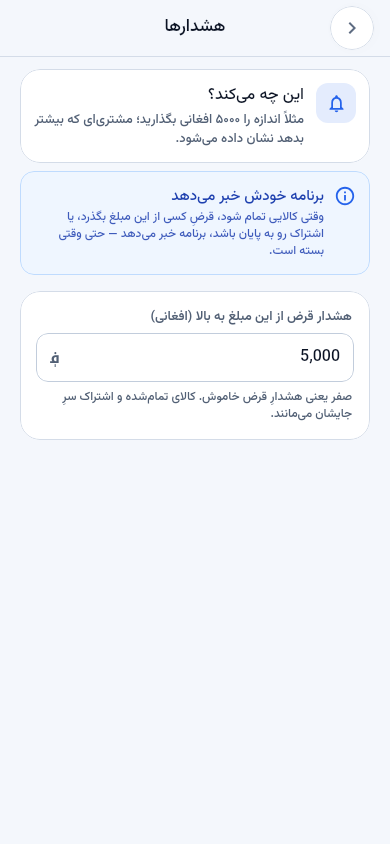 هشدارها
این چه می‌کند؟
مثلاً اندازه را ۵۰۰۰ افغانی بگذارید؛ مشتری‌ای که بیشتر
بدهد نشان داده می‌شود.
برنامه خودش خبر می‌دهد
وقتی کالایی تمام شود، قرضِ کسی از این مبلغ بگذرد، یا
اشتراک رو به پایان باشد، برنامه خبر می‌دهد — حتی وقتی
بسته است.
هشدار قرض از این مبلغ به بالا (افغانی)
5,000
؋
صفر یعنی هشدارِ قرض خاموش. کالای تمام‌شده و اشتراک سرِ
جایشان می‌مانند.